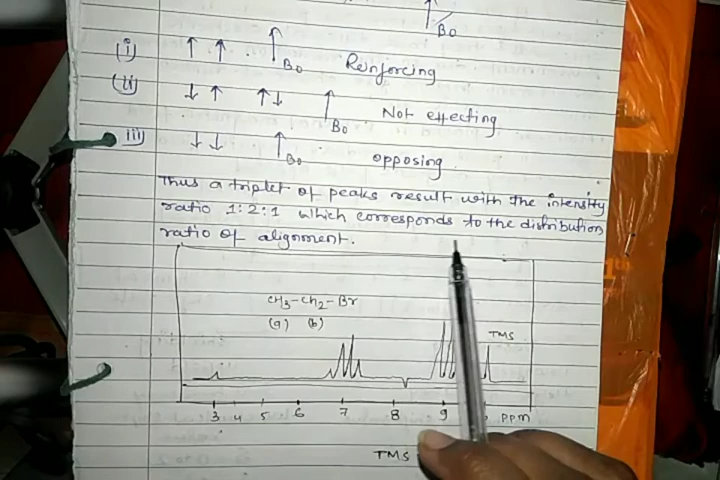 B₀
(i) ↑ ↑ ↑ B₀ Reinforcing
(ii) ↓ ↑ ↑ ↓ ↑ B₀ Not effecting
(iii) ↓ ↓ ↑ B₀ opposing
Thus a triplet of peaks result with the intensity
ratio 1:2:1 which corresponds to the distribution
ratio of alignment.
CH₃-CH₂-Br
(a) (b)
TMS
3 4 5 6 7 8 9 PPM
TMS